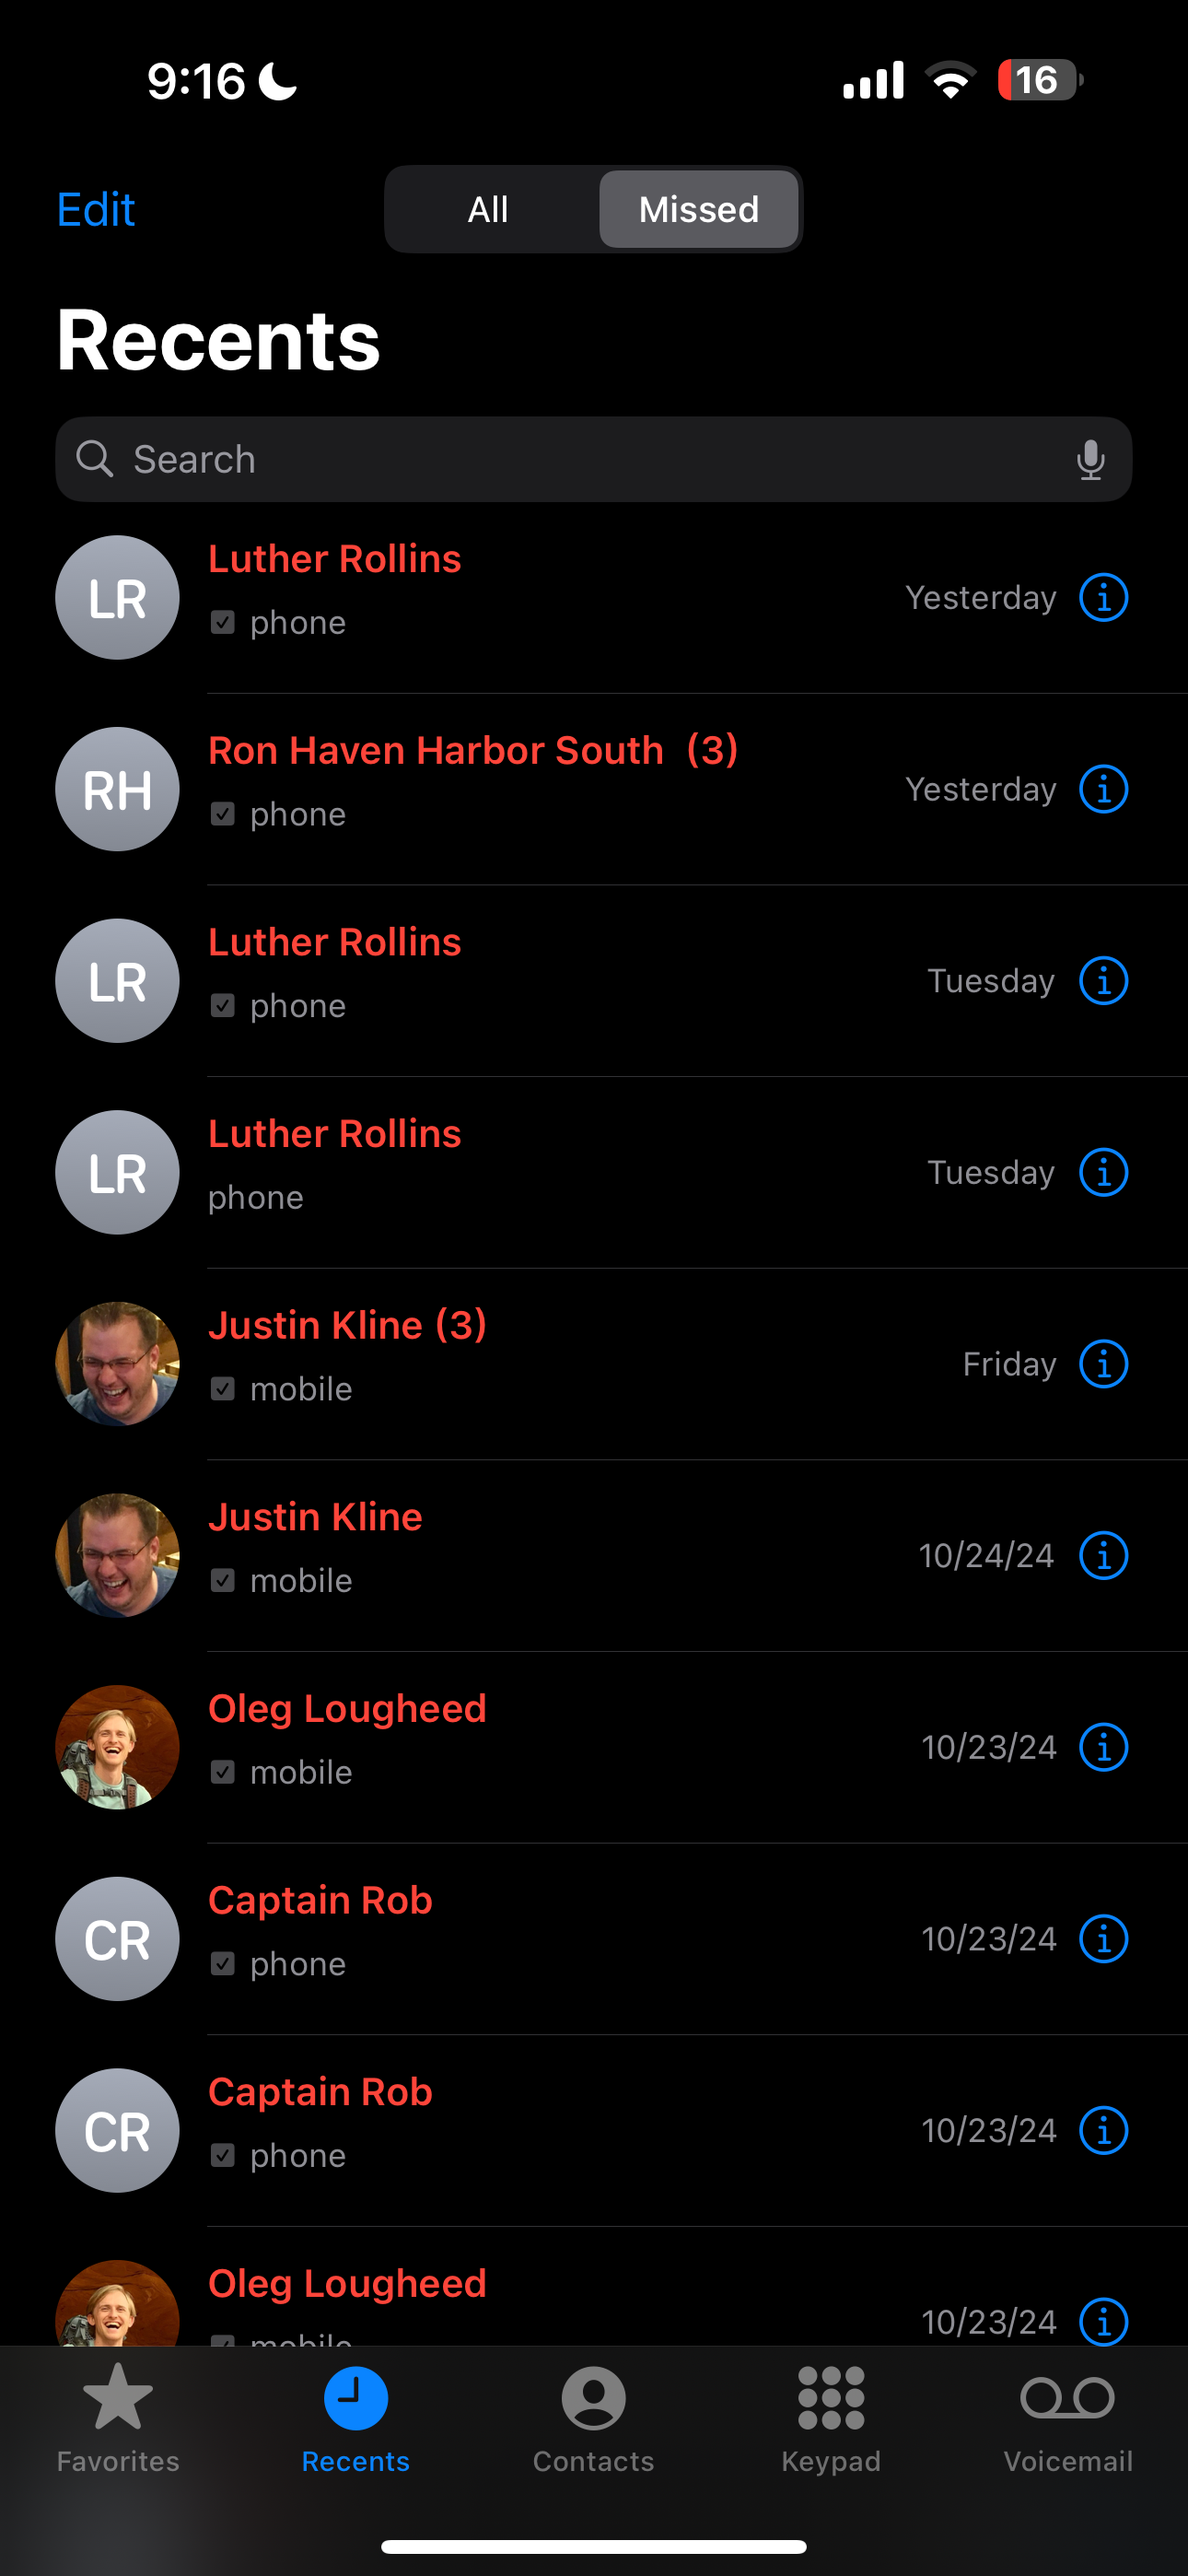 9:16
16
Edit
All
Missed
Recents
Search
LR
Luther Rollins
phone
Yesterday
RH
Ron Haven Harbor South (3)
phone
Yesterday
LR
Luther Rollins
phone
Tuesday
LR
Luther Rollins
phone
Tuesday
Justin Kline (3)
mobile
Friday
Justin Kline
mobile
10/24/24
Oleg Lougheed
mobile
10/23/24
CR
Captain Rob
phone
10/23/24
CR
Captain Rob
phone
10/23/24
Oleg Lougheed
mobile
10/23/24
Favorites
Recents
Contacts
Keypad
Voicemail